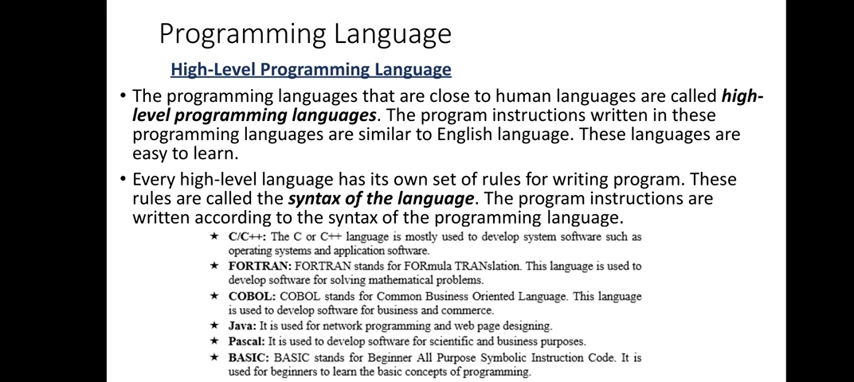 Programming Language
High-Level Programming Language
• The programming languages that are close to human languages are called high-
level programming languages. The program instructions written in these
programming languages are similar to English language. These languages are
easy to learn.
• Every high-level language has its own set of rules for writing program. These
rules are called the syntax of the language. The program instructions are
written according to the syntax of the programming language.
★ C/C++: The C or C++ language is mostly used to develop system software such as
operating systems and application software.
★ FORTRAN: FORTRAN stands for FORmula TRANslation. This language is used to
develop software for solving mathematical problems.
★ COBOL: COBOL stands for Common Business Oriented Language. This language
is used to develop software for business and commerce.
★ Java: It is used for network programming and web page designing.
★ Pascal: It is used to develop software for scientific and business purposes.
★ BASIC: BASIC stands for Beginner All Purpose Symbolic Instruction Code. It is
used for beginners to learn the basic concepts of programming.